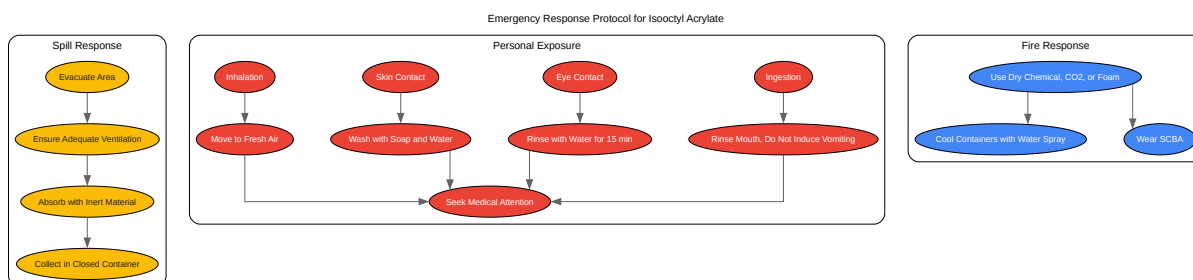 Emergency Response Protocol for Isooctyl Acrylate
Spill Response
Evacuate Area
Ensure Adequate Ventilation
Absorb with Inert Material
Collect in Closed Container
Personal Exposure
Inhalation
Skin Contact
Eye Contact
Ingestion
Move to Fresh Air
Wash with Soap and Water
Rinse with Water for 15 min
Rinse Mouth, Do Not Induce Vomiting
Seek Medical Attention
Fire Response
Use Dry Chemical, CO2, or Foam
Cool Containers with Water Spray
Wear SCBA